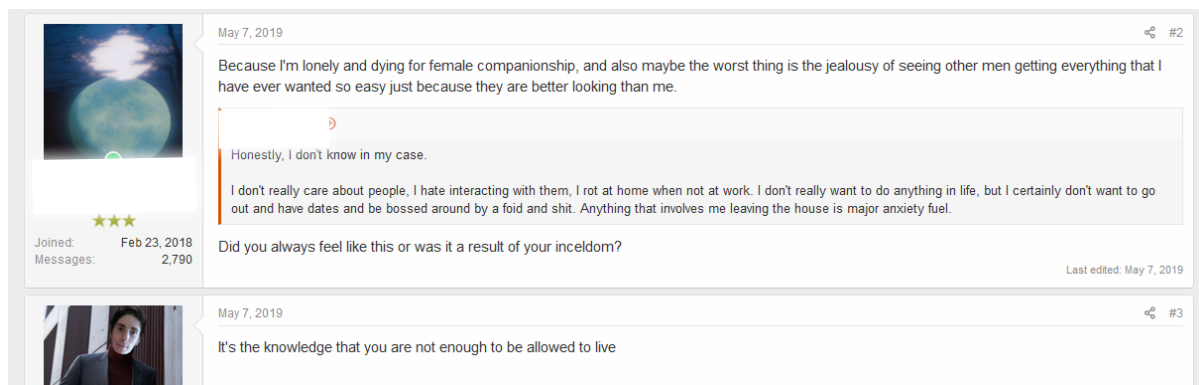 May 7, 2019
#2
Because I'm lonely and dying for female companionship, and also maybe the worst thing is the jealousy of seeing other men getting everything that I
have ever wanted so easy just because they are better looking than me.
Honestly, I don't know in my case.
I don't really care about people, I hate interacting with them, I rot at home when not at work. I don't really want to do anything in life, but I certainly don't want to go
out and have dates and be bossed around by a foid and shit. Anything that involves me leaving the house is major anxiety fuel.
Joined: Feb 23, 2018
Messages: 2,790
Did you always feel like this or was it a result of your inceldom?
Last edited: May 7, 2019
May 7, 2019
#3
It's the knowledge that you are not enough to be allowed to live